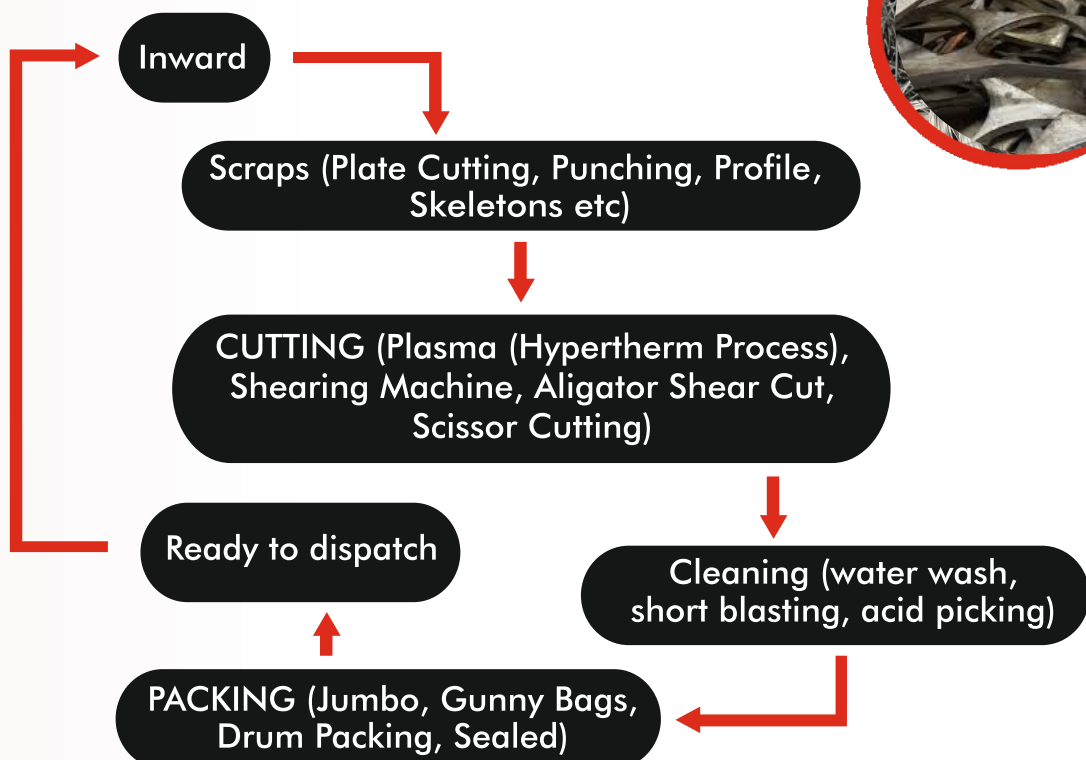 Inward
Scraps (Plate Cutting, Punching, Profile,
Skeletons etc)
CUTTING (Plasma (Hypertherm Process),
Shearing Machine, Aligator Shear Cut,
Scissor Cutting)
Cleaning (water wash,
short blasting, acid picking)
PACKING (Jumbo, Gunny Bags,
Drum Packing, Sealed)
Ready to dispatch